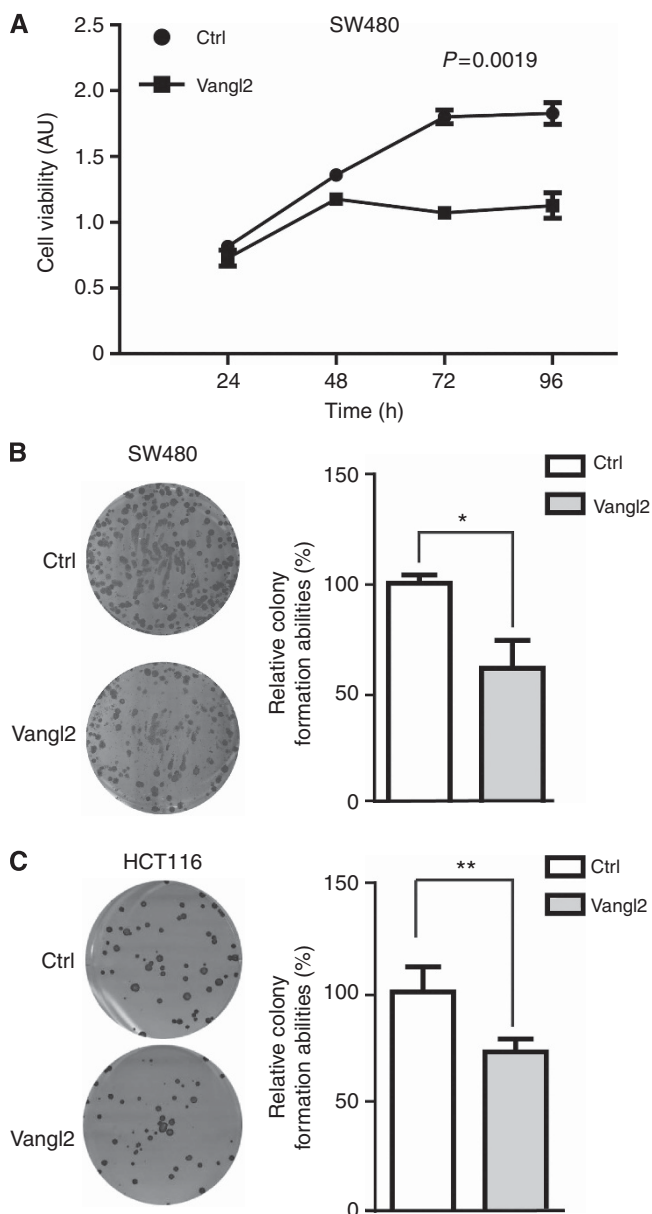 A
SW480
Ctrl
Vangl2
P=0.0019
Cell viability (AU)
2.5
2.0
1.5
1.0
0.5
0
24 48 72 96
Time (h)
B
SW480
Ctrl
Vangl2
Relative colony
formation abilities (%)
150
100
50
0
*
Ctrl
Vangl2
C
HCT116
Ctrl
Vangl2
Relative colony
formation abilities (%)
150
100
50
0
**
Ctrl
Vangl2